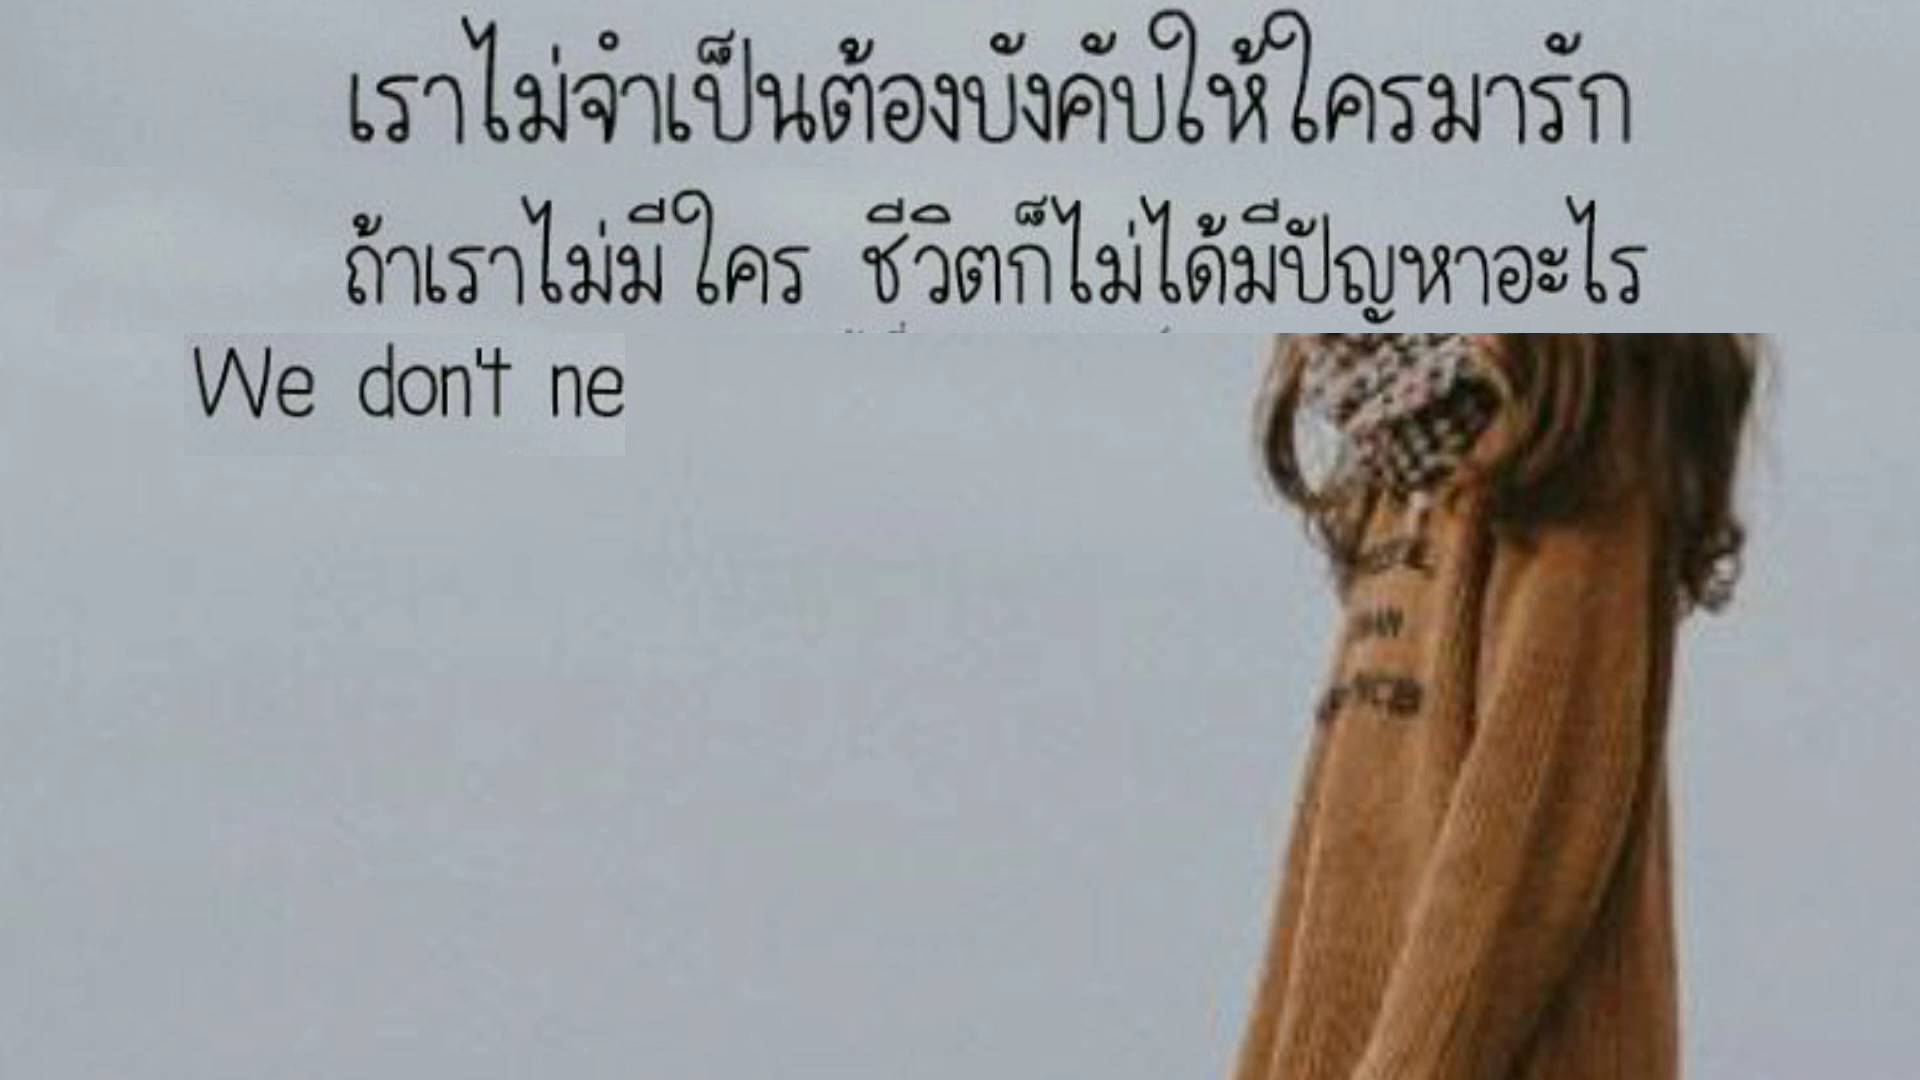 เราไม่จำเป็นต้องบังคับให้ใครมารัก
ถ้าเราไม่มีใคร ชีวิตก็ไม่ได้มีปัญหาอะไร
We don't ne